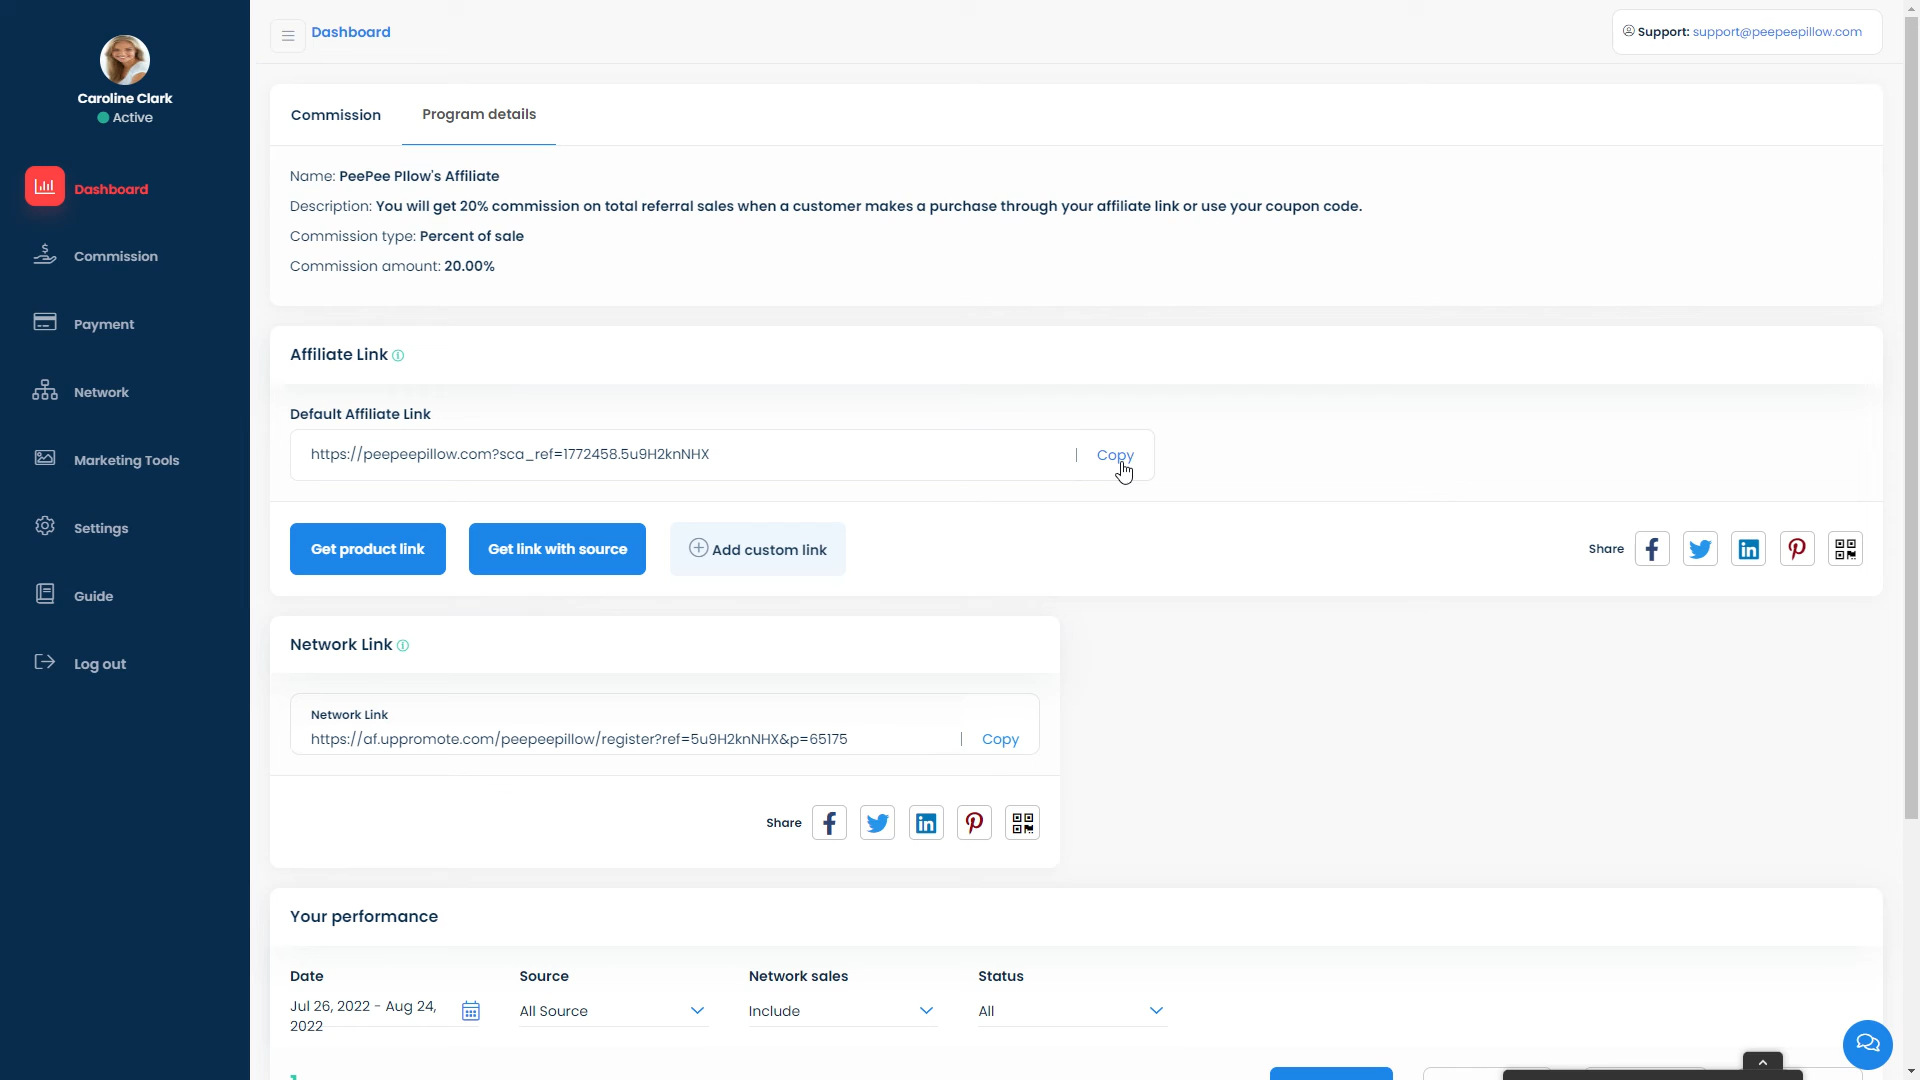 Dashboard
Support: support@peepeepillow.com
Caroline Clark
Active
Dashboard
Commission
Payment
Network
Marketing Tools
Settings
Guide
Log out
Commission
Program details
Name: PeePee PIlow's Affiliate
Description: You will get 20% commission on total referral sales when a customer makes a purchase through your affiliate link or use your coupon code.
Commission type: Percent of sale
Commission amount: 20.00%
Affiliate Link
Default Affiliate Link
https://peepeepillow.com?sca_ref=1772458.5u9H2knNHX | Copy
Get product link
Get link with source
Add custom link
Share
Network Link
Network Link
https://af.uppromote.com/peepeepillow/register?ref=5u9H2knNHX&p=65175 | Copy
Share
Your performance
Date
Source
Network sales
Status
Jul 26, 2022 - Aug 24,
2022
All Source
Include
All